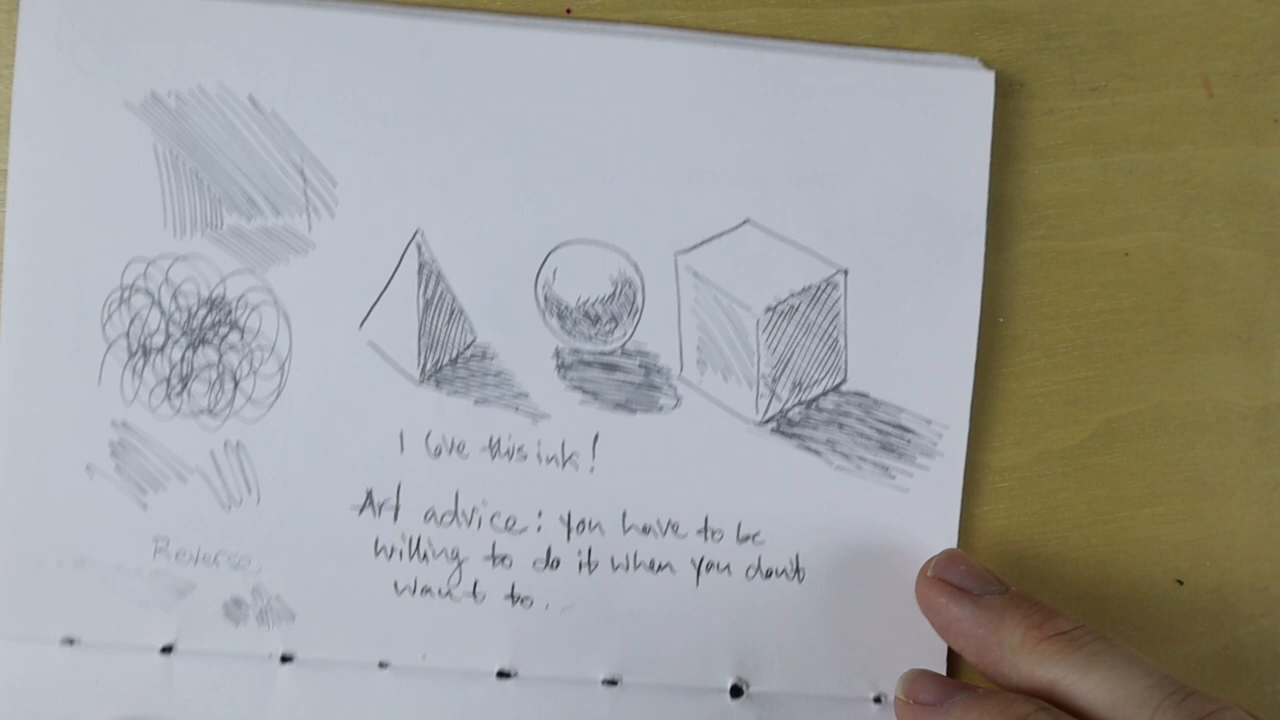 I love this ink!
Art advice: you have to be
willing to do it when you don't
want to.
Reverse